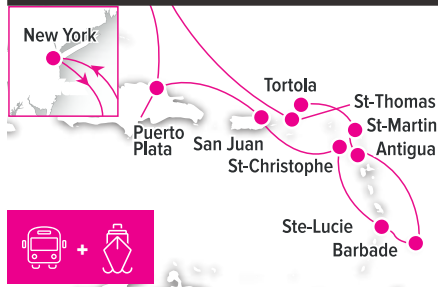 New York
Tortola
St-Thomas
St-Martin
Puerto
Plata
San Juan
Antigua
St-Christophe
Ste-Lucie
Barbade
+